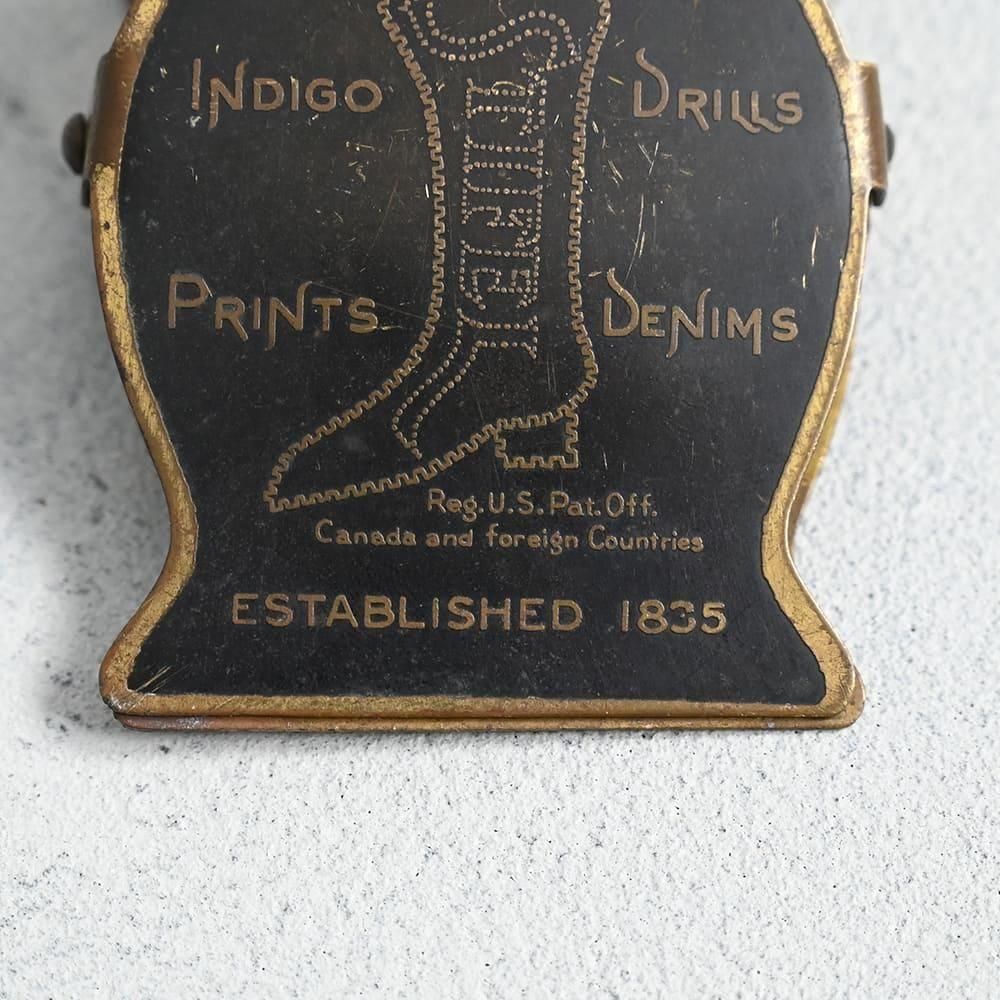 INDIGO DRILLS
PRINTS DENIMS
Reg. U.S. Pat. Off.
Canada and foreign Countries
ESTABLISHED 1835